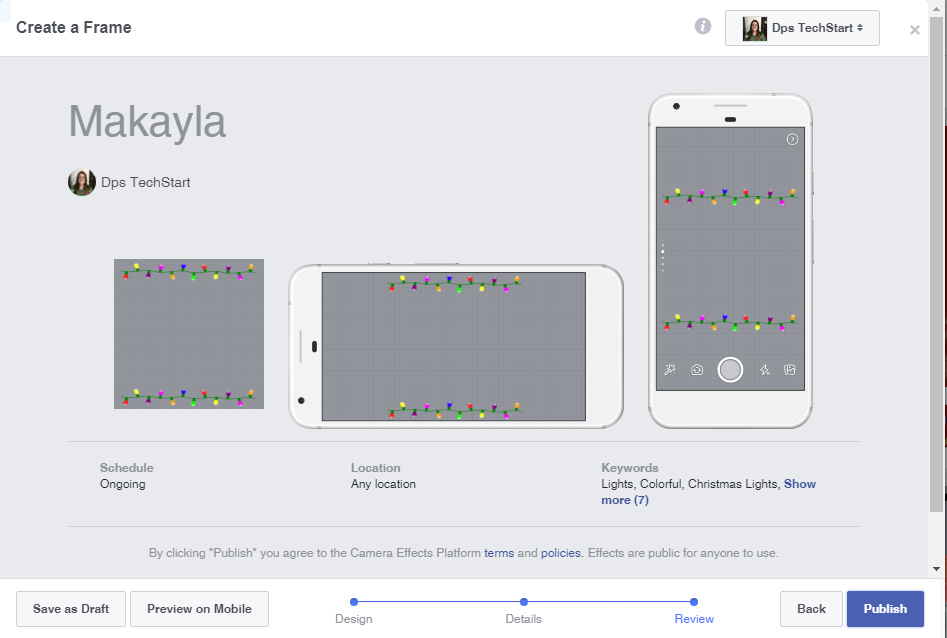 Create a Frame
Dps TechStart
Makayla
Dps TechStart
Schedule
Ongoing
Location
Any location
Keywords
Lights, Colorful, Christmas Lights, Show
more (7)
By clicking "Publish" you agree to the Camera Effects Platform terms and policies. Effects are public for anyone to use.
Save as Draft
Preview on Mobile
Design
Details
Review
Back
Publish